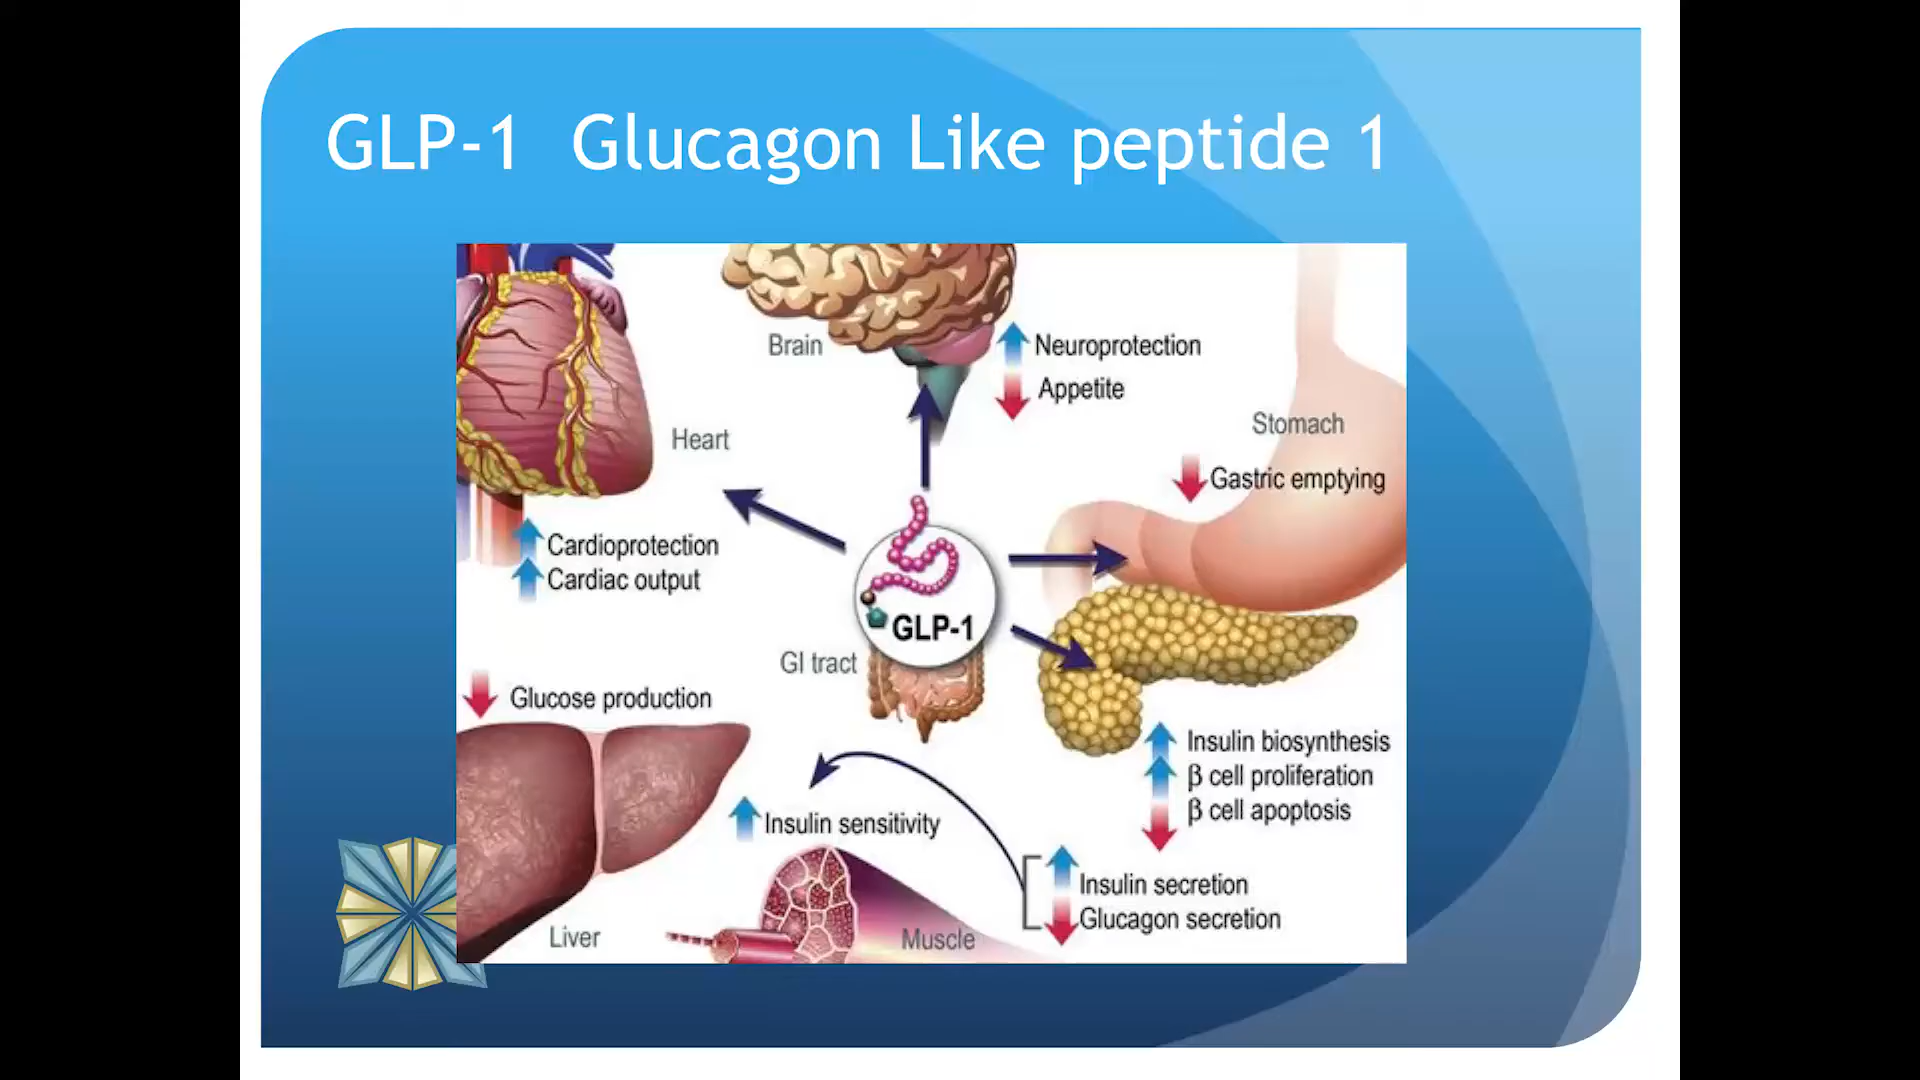 GLP-1 Glucagon Like peptide 1
Brain
Neuroprotection
Appetite
Heart
Stomach
Gastric emptying
Cardioprotection
Cardiac output
GLP-1
GI tract
Glucose production
Insulin biosynthesis
β cell proliferation
β cell apoptosis
Insulin sensitivity
Insulin secretion
Glucagon secretion
Liver
Muscle